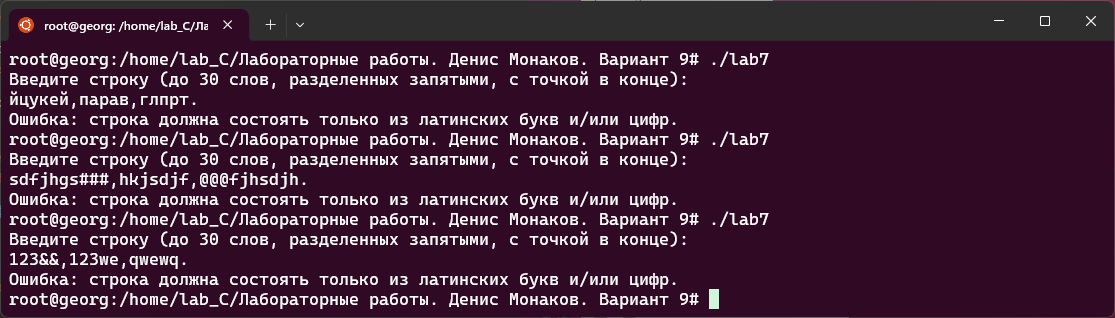 root@georg: /home/lab_C/Ла
root@georg:/home/lab_C/Лабораторные работы. Денис Монаков. Вариант 9# ./lab7
Введите строку (до 30 слов, разделенных запятыми, с точкой в конце):
йцукей,парав,глпрт.
Ошибка: строка должна состоять только из латинских букв и/или цифр.
root@georg:/home/lab_C/Лабораторные работы. Денис Монаков. Вариант 9# ./lab7
Введите строку (до 30 слов, разделенных запятыми, с точкой в конце):
sdfjhgs###,hkjsdjf,@@@fjhsdjh.
Ошибка: строка должна состоять только из латинских букв и/или цифр.
root@georg:/home/lab_C/Лабораторные работы. Денис Монаков. Вариант 9# ./lab7
Введите строку (до 30 слов, разделенных запятыми, с точкой в конце):
123&&,123we,qwewq.
Ошибка: строка должна состоять только из латинских букв и/или цифр.
root@georg:/home/lab_C/Лабораторные работы. Денис Монаков. Вариант 9#